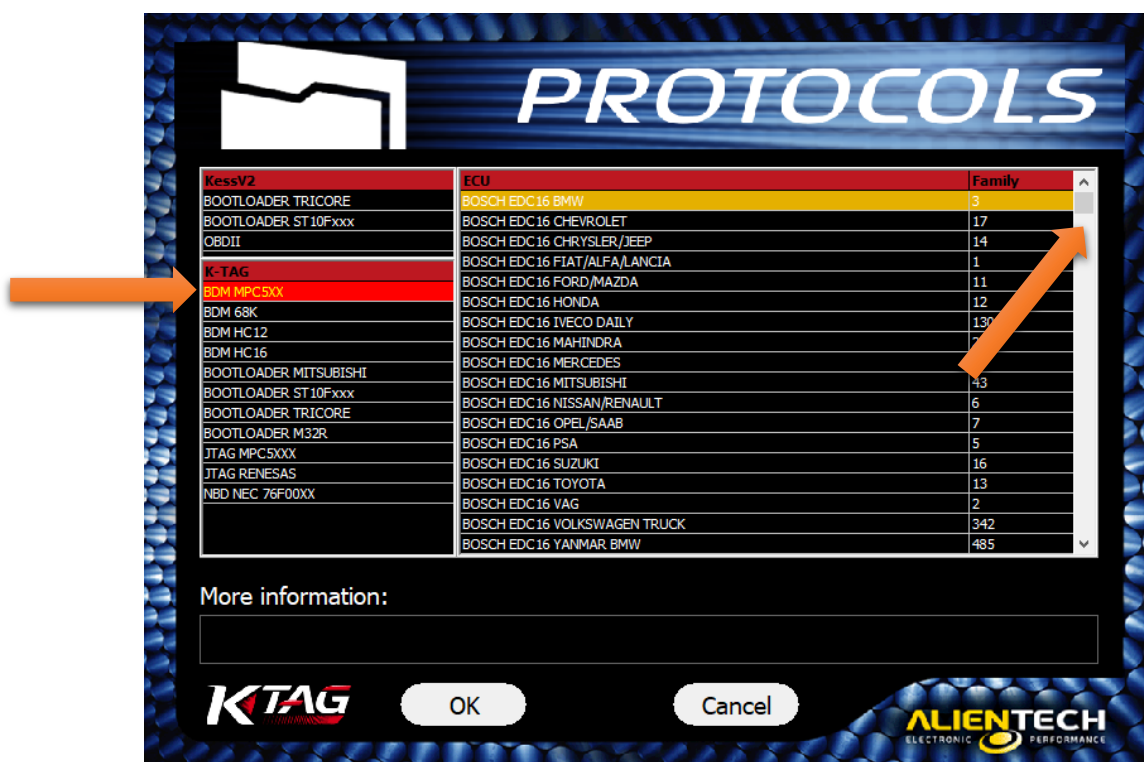 PROTOCOLS
KessV2
BOOTLOADER TRICORE
BOOTLOADER ST10Fxxx
OBDII
K-TAG
BDM MPC5XX
BDM 68K
BDM HC12
BDM HC16
BOOTLOADER MITSUBISHI
BOOTLOADER ST10Fxxx
BOOTLOADER TRICORE
BOOTLOADER M32R
JTAG MPC5XXX
JTAG RENESAS
NBD NEC 76F00XX
ECU Family
BOSCH EDC16 BMW 3
BOSCH EDC16 CHEVROLET 17
BOSCH EDC16 CHRYSLER/JEEP 14
BOSCH EDC16 FIAT/ALFA/LANCIA 1
BOSCH EDC16 FORD/MAZDA 11
BOSCH EDC16 HONDA 12
BOSCH EDC16 IVECO DAILY 130
BOSCH EDC16 MAHINDRA
BOSCH EDC16 MERCEDES
BOSCH EDC16 MITSUBISHI 43
BOSCH EDC16 NISSAN/RENAULT 6
BOSCH EDC16 OPEL/SAAB 7
BOSCH EDC16 PSA 5
BOSCH EDC16 SUZUKI 16
BOSCH EDC16 TOYOTA 13
BOSCH EDC16 VAG 2
BOSCH EDC16 VOLKSWAGEN TRUCK 342
BOSCH EDC16 YANMAR BMW 485
More information:
KTAG
OK
Cancel
ALIENTECH
ELECTRONIC PERFORMANCE